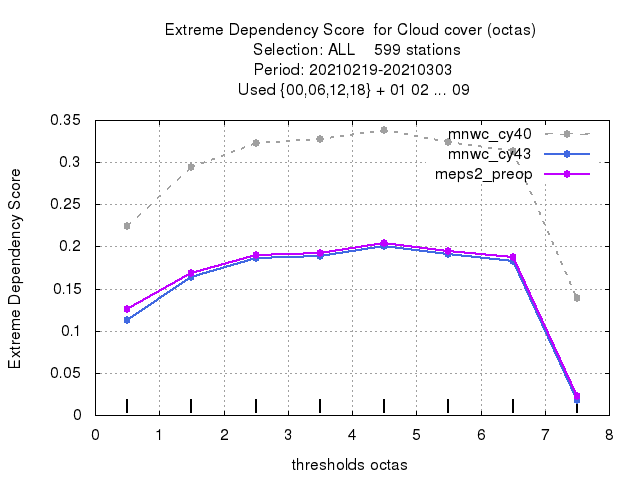 Extreme Dependency Score  for Cloud cover (octas)
Selection: ALL    599 stations
Period: 20210219-20210303
Used {00,06,12,18} + 01 02 ... 09
Extreme Dependency Score
0.35
0.3
0.25
0.2
0.15
0.1
0.05
0
mnwc_cy40
mnwc_cy43
meps2_preop
0 1 2 3 4 5 6 7 8
thresholds octas